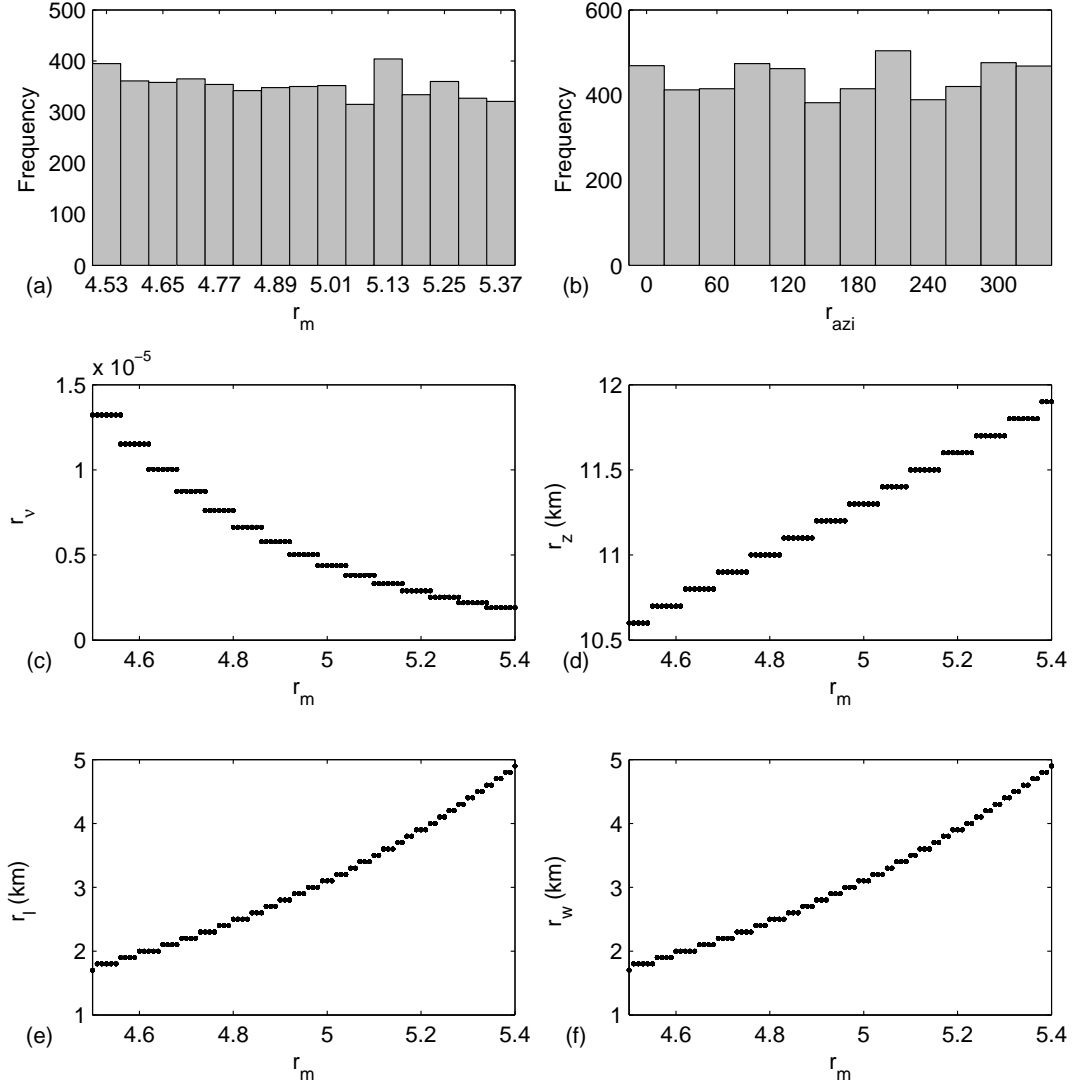 500
400
300
200
100
0
Frequency
4.53 4.65 4.77 4.89 5.01 5.13 5.25 5.37
(a)
r_m
600
400
200
0
Frequency
0 60 120 180 240 300
(b)
r_azi
x 10^−5
1.5
1
0.5
0
r_ν
4.6 4.8 5 5.2 5.4
(c)
r_m
12
11.5
11
10.5
r_z (km)
4.6 4.8 5 5.2 5.4
(d)
r_m
5
4
3
2
1
r_l (km)
4.6 4.8 5 5.2 5.4
(e)
r_m
5
4
3
2
1
r_w (km)
4.6 4.8 5 5.2 5.4
(f)
r_m